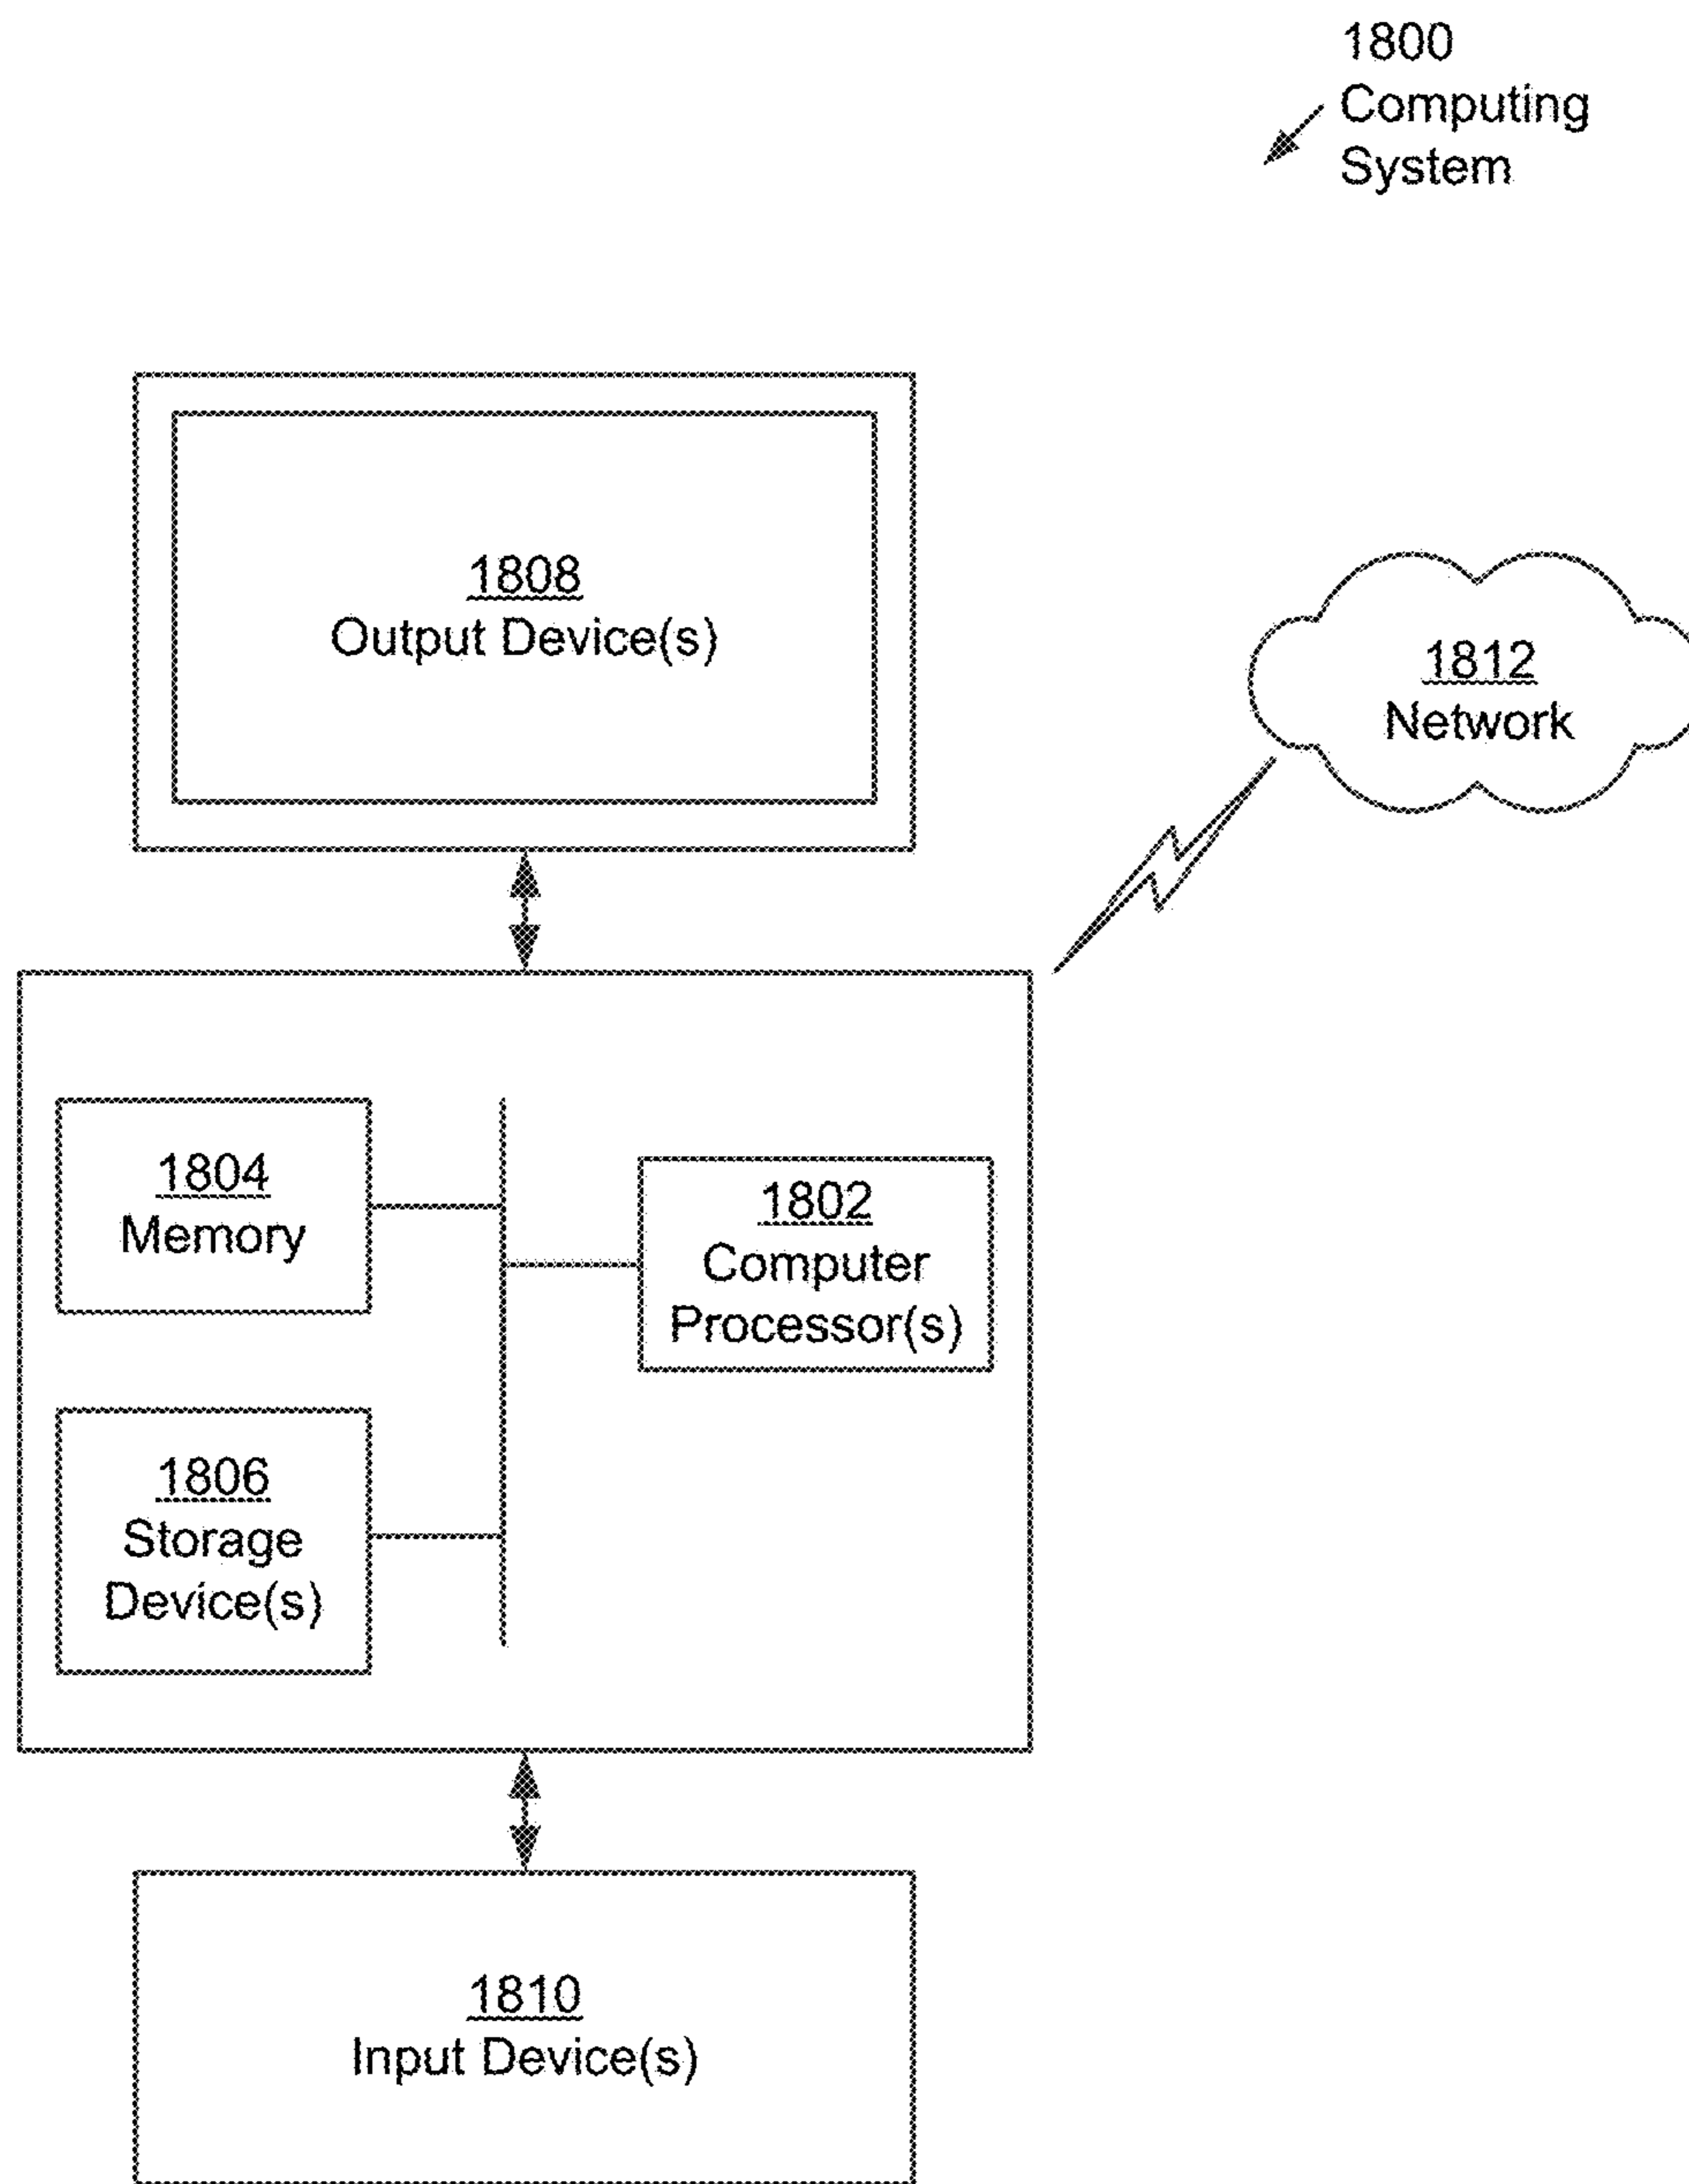 1800
Computing
System
1808
Output Device(s)
1812
Network
1804
Memory
1802
Computer
Processor(s)
1806
Storage
Device(s)
1810
Input Device(s)